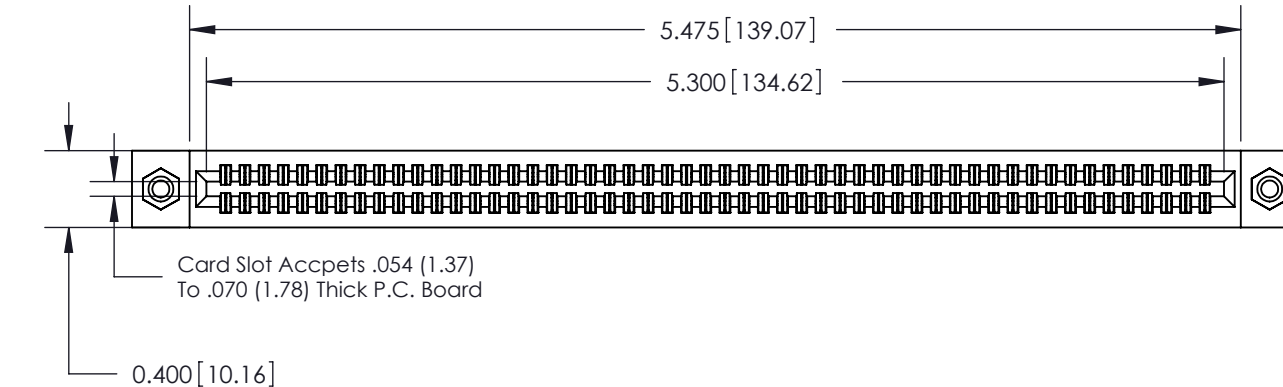 5.475 [139.07]
5.300 [134.62]
Card Slot Accpets .054 (1.37)
To .070 (1.78) Thick P.C. Board
0.400 [10.16]